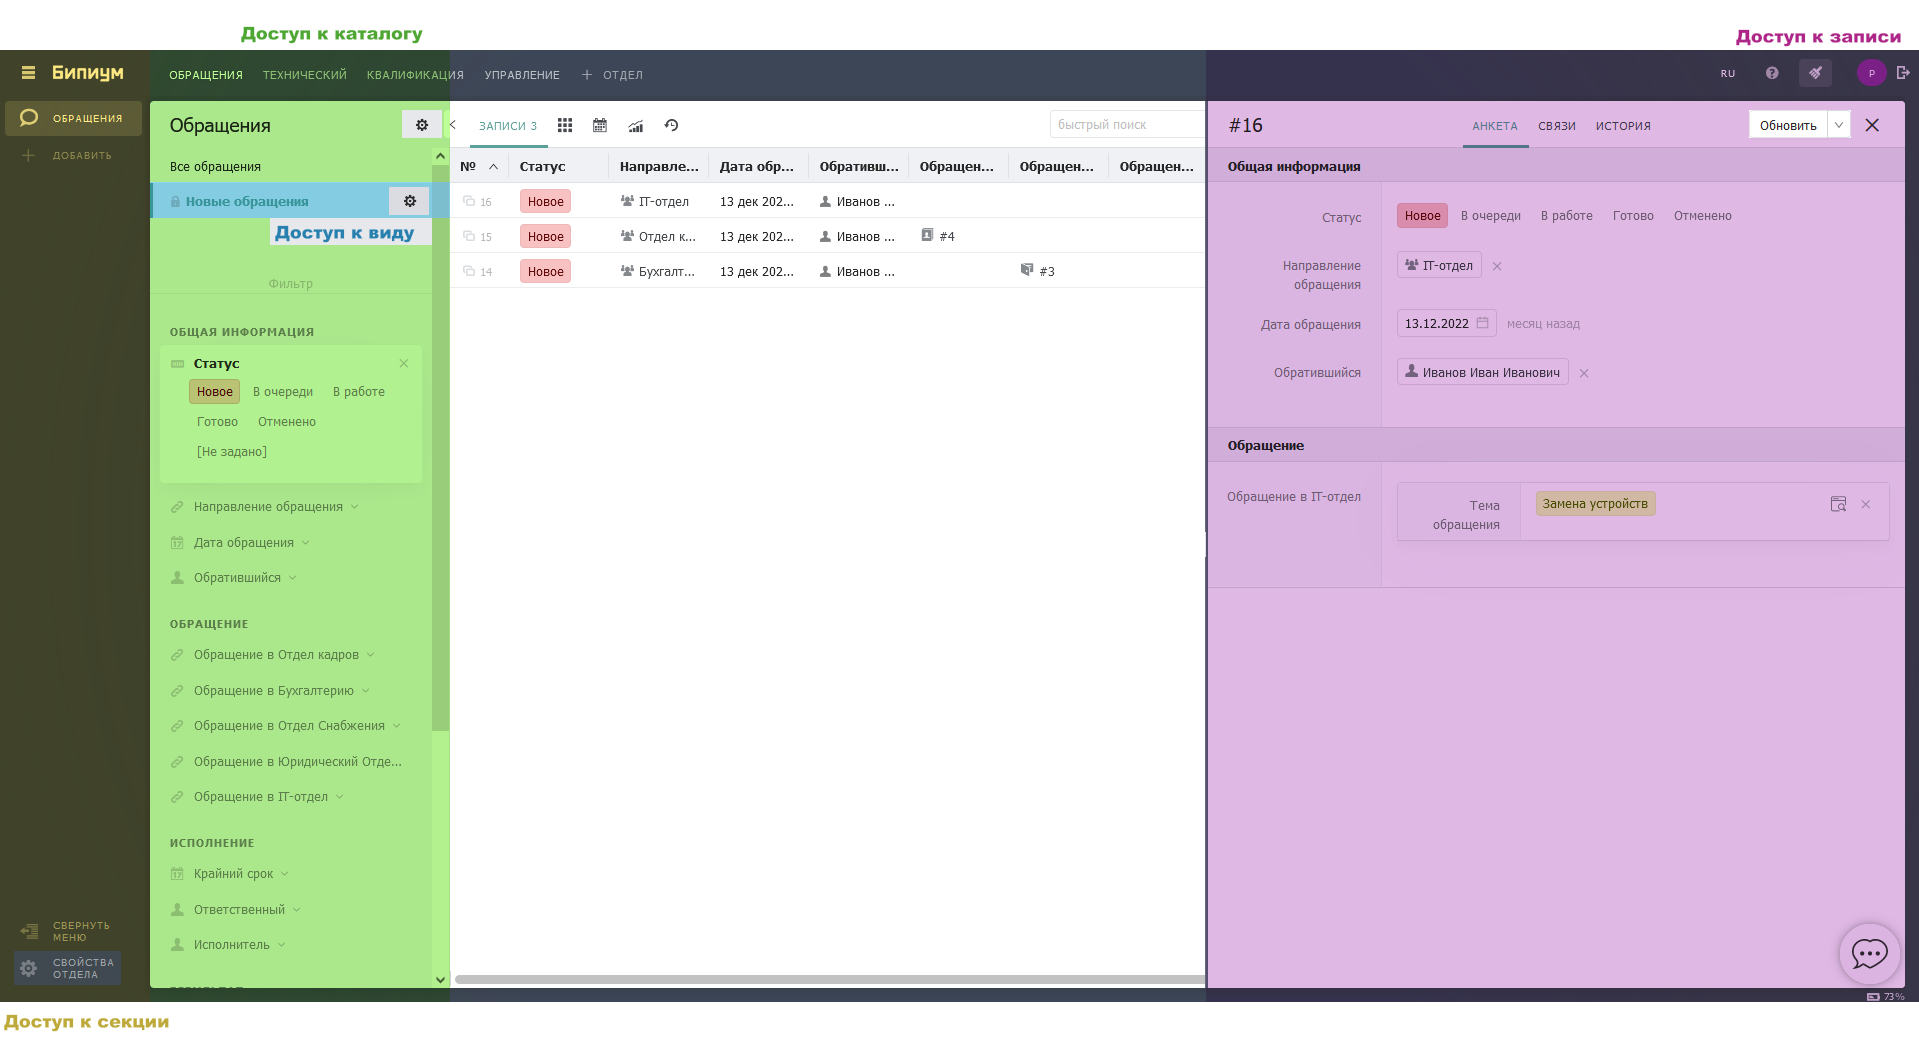 Доступ к каталогу
Доступ к записи
Бипиум
ОБРАЩЕНИЯ ТЕХНИЧЕСКИЙ КВАЛИФИКАЦИЯ УПРАВЛЕНИЕ + ОТДЕЛ
RU
Р
ОБРАЩЕНИЯ
ДОБАВИТЬ
СВЕРНУТЬ
МЕНЮ
СВОЙСТВА
ОТДЕЛА
Обращения
Все обращения
Новые обращения
Доступ к виду
Фильтр
ОБЩАЯ ИНФОРМАЦИЯ
Статус
Новое В очереди В работе
Готово Отменено
[Не задано]
Направление обращения
Дата обращения
Обратившийся
ОБРАЩЕНИЕ
Обращение в Отдел кадров
Обращение в Бухгалтерию
Обращение в Отдел Снабжения
Обращение в Юридический Отде...
Обращение в IT-отдел
ИСПОЛНЕНИЕ
Крайний срок
Ответственный
Исполнитель
ЗАПИСИ 3
быстрый поиск
№ Статус Направле... Дата обр... Обративш... Обращен... Обращен... Обращен...
16 Новое IT-отдел 13 дек 202... Иванов ...
15 Новое Отдел к... 13 дек 202... Иванов ... #4
14 Новое Бухгалт... 13 дек 202... Иванов ... #3
#16
АНКЕТА СВЯЗИ ИСТОРИЯ
Обновить
Общая информация
Статус Новое В очереди В работе Готово Отменено
Направление
обращения
IT-отдел
Дата обращения 13.12.2022 месяц назад
Обратившийся Иванов Иван Иванович
Обращение
Обращение в IT-отдел
Тема
обращения
Замена устройств
73%
Доступ к секции